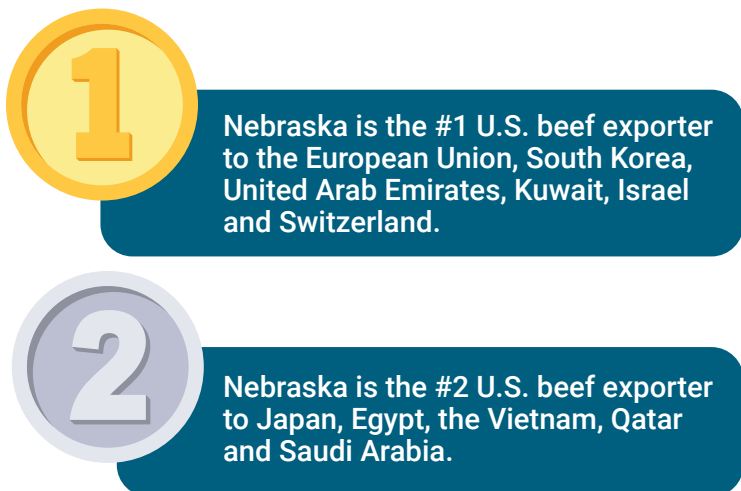 1
Nebraska is the #1 U.S. beef exporter
to the European Union, South Korea,
United Arab Emirates, Kuwait, Israel
and Switzerland.
2
Nebraska is the #2 U.S. beef exporter
to Japan, Egypt, the Vietnam, Qatar
and Saudi Arabia.